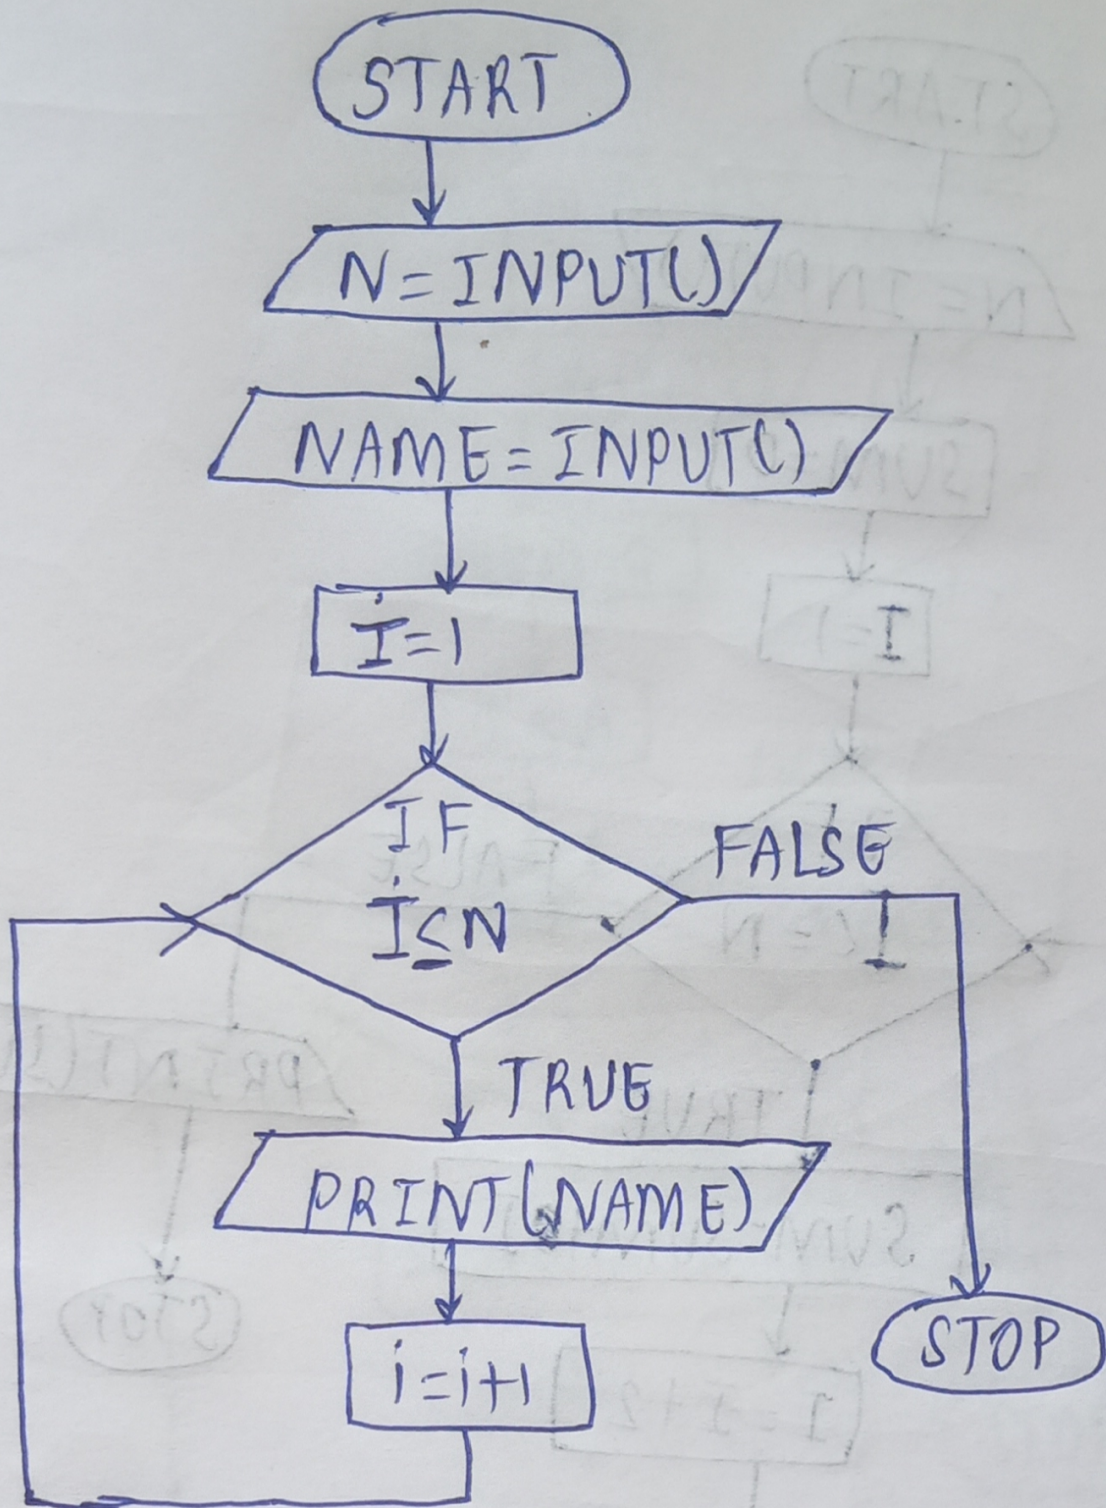 START
N=INPUT()
NAME=INPUT()
I=1
IF
I≤N
FALSE
TRUE
PRINT(NAME)
i=i+1
STOP